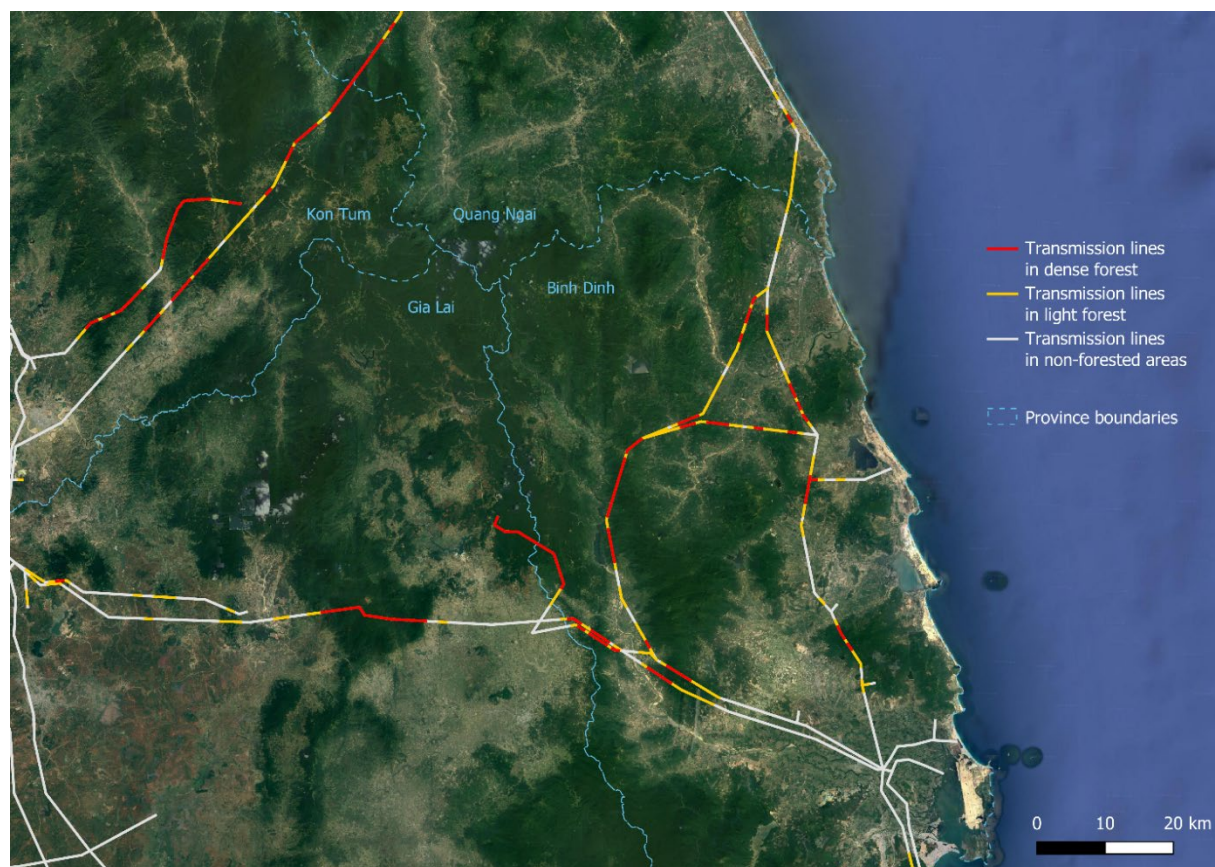 Kon Tum
Quang Ngai
Gia Lai
Binh Dinh
Transmission lines
in dense forest
Transmission lines
in light forest
Transmission lines
in non-forested areas
Province boundaries
0 10 20 km